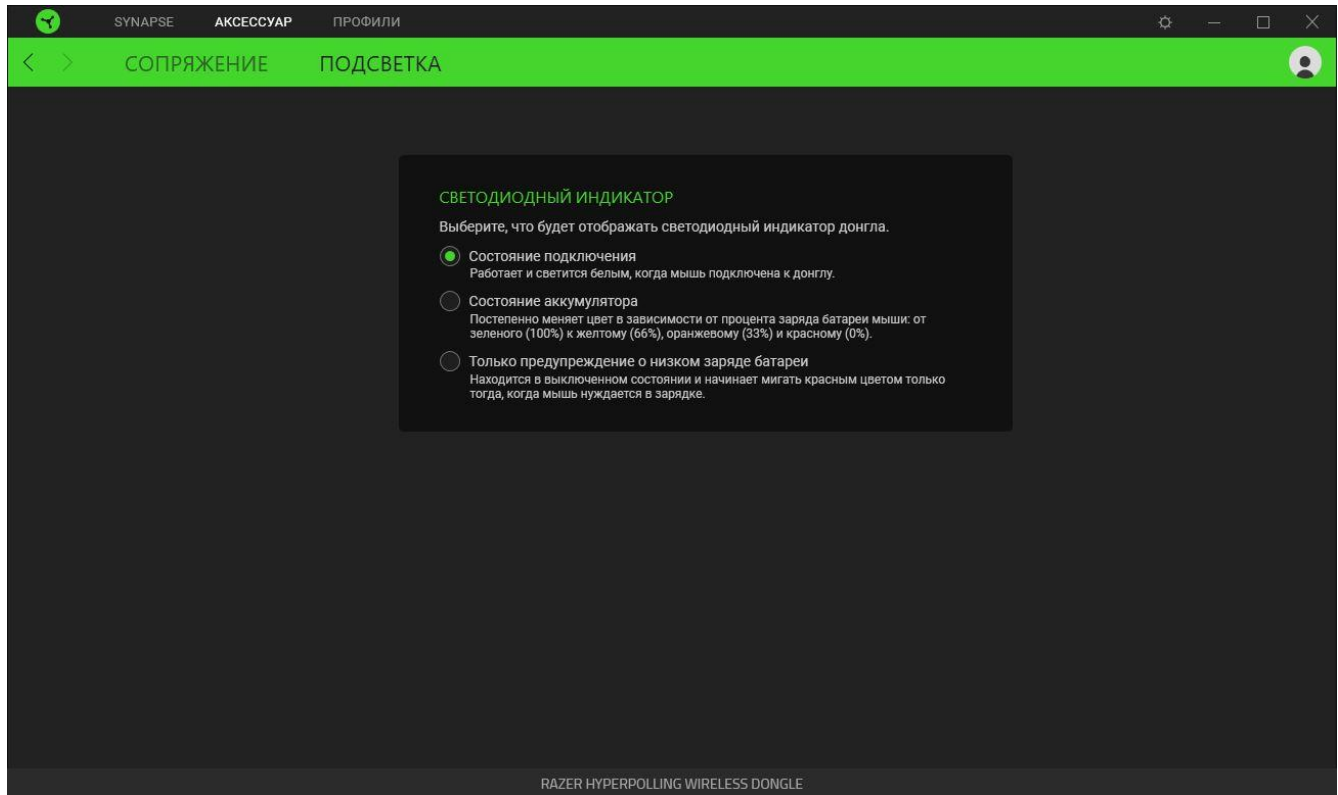 SYNAPSE АКСЕССУАР ПРОФИЛИ
СОПРЯЖЕНИЕ ПОДСВЕТКА
СВЕТОДИОДНЫЙ ИНДИКАТОР
Выберите, что будет отображать светодиодный индикатор донгла.
Состояние подключения
Работает и светится белым, когда мышь подключена к донглу.
Состояние аккумулятора
Постепенно меняет цвет в зависимости от процента заряда батареи мыши: от
зеленого (100%) к желтому (66%), оранжевому (33%) и красному (0%).
Только предупреждение о низком заряде батареи
Находится в выключенном состоянии и начинает мигать красным цветом только
тогда, когда мышь нуждается в зарядке.
RAZER HYPERPOLLING WIRELESS DONGLE